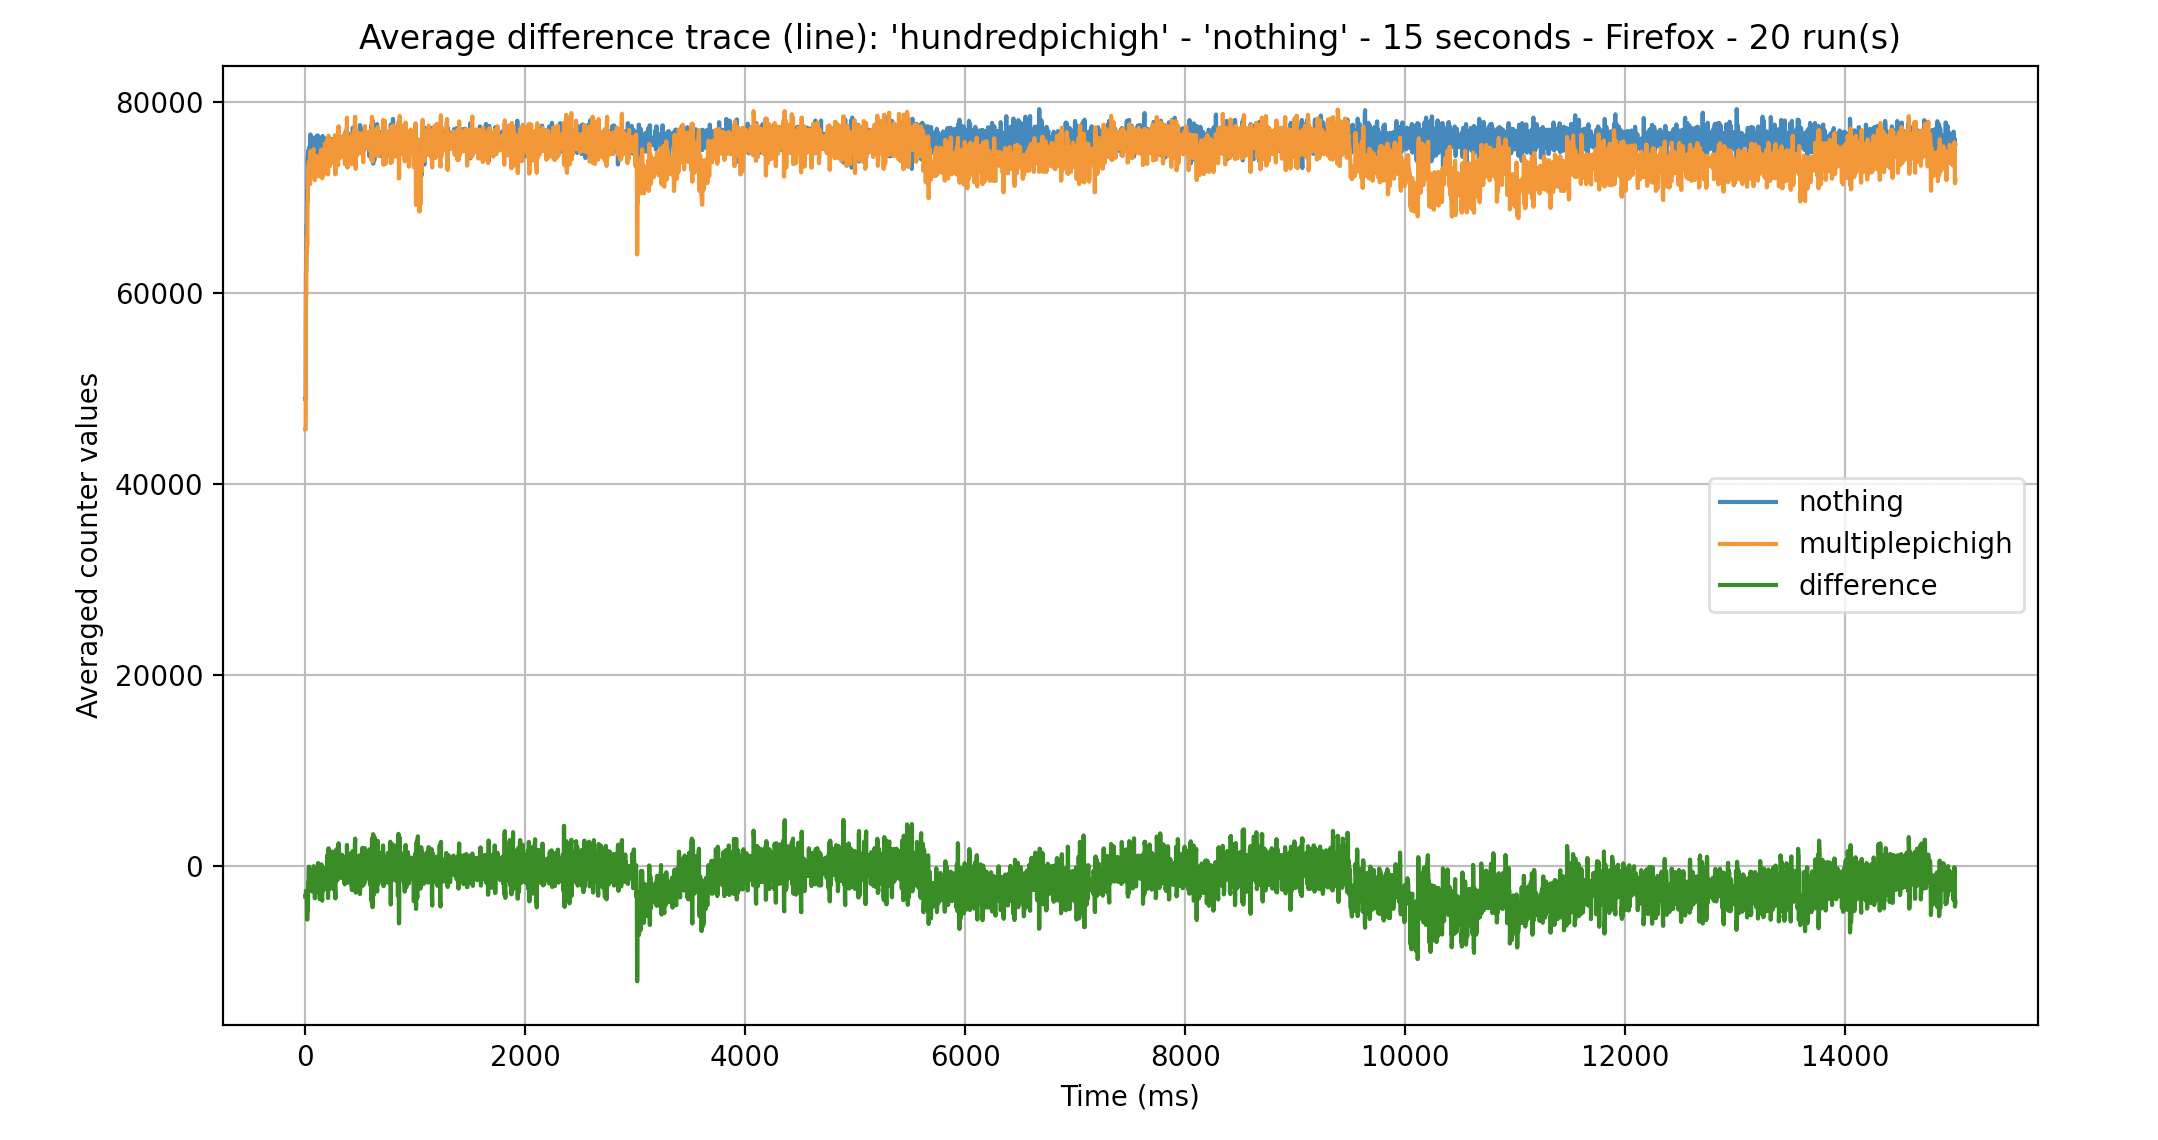 Average difference trace (line): 'hundredpichigh' - 'nothing' - 15 seconds - Firefox - 20 run(s)
80000
60000
40000
20000
0
Averaged counter values
nothing
multiplepichigh
difference
0 2000 4000 6000 8000 10000 12000 14000
Time (ms)